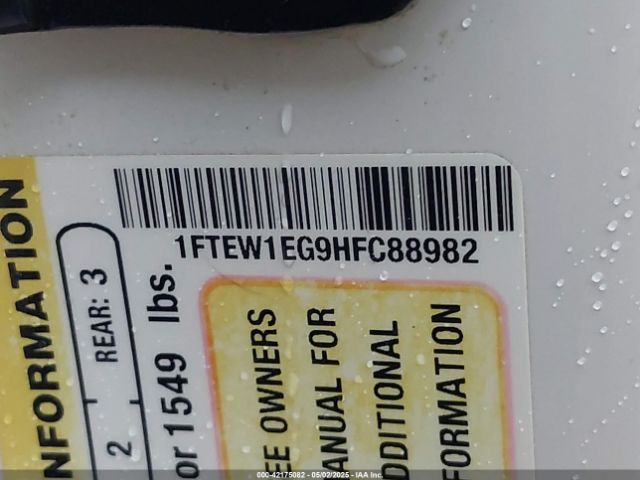 1FTEW1EG9HFC88982
NFORMATION
2 REAR: 3
or 1549 lbs.
EE OWNERS
ANUAL FOR
DDITIONAL
FORMATION
000-42175082 - 05/02/2025 - IAA Inc.